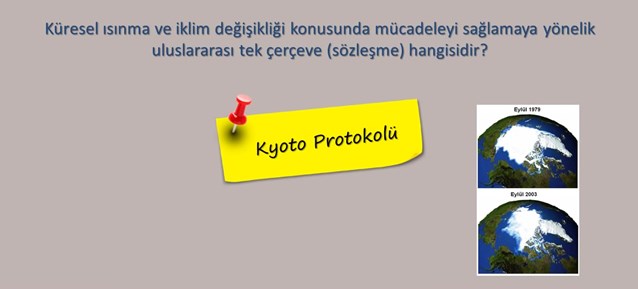 Küresel ısınma ve iklim değişikliği konusunda mücadeleyi sağlamaya yönelik
uluslararası tek çerçeve (sözleşme) hangisidir?
Kyoto Protokolü
Eylül 1979
Eylül 2003